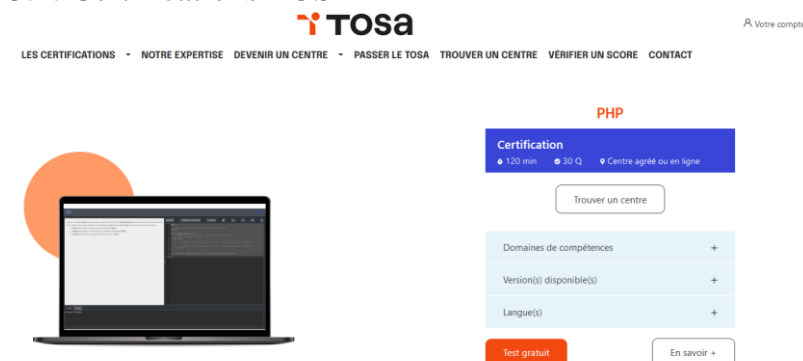 Tosa
Votre compte
LES CERTIFICATIONS NOTRE EXPERTISE DEVENIR UN CENTRE PASSER LE TOSA TROUVER UN CENTRE VÉRIFIER UN SCORE CONTACT
PHP
Certification
120 min 30 Q Centre agréé ou en ligne
Trouver un centre
Domaines de compétences +
Version(s) disponible(s) +
Langue(s) +
Test gratuit En savoir +